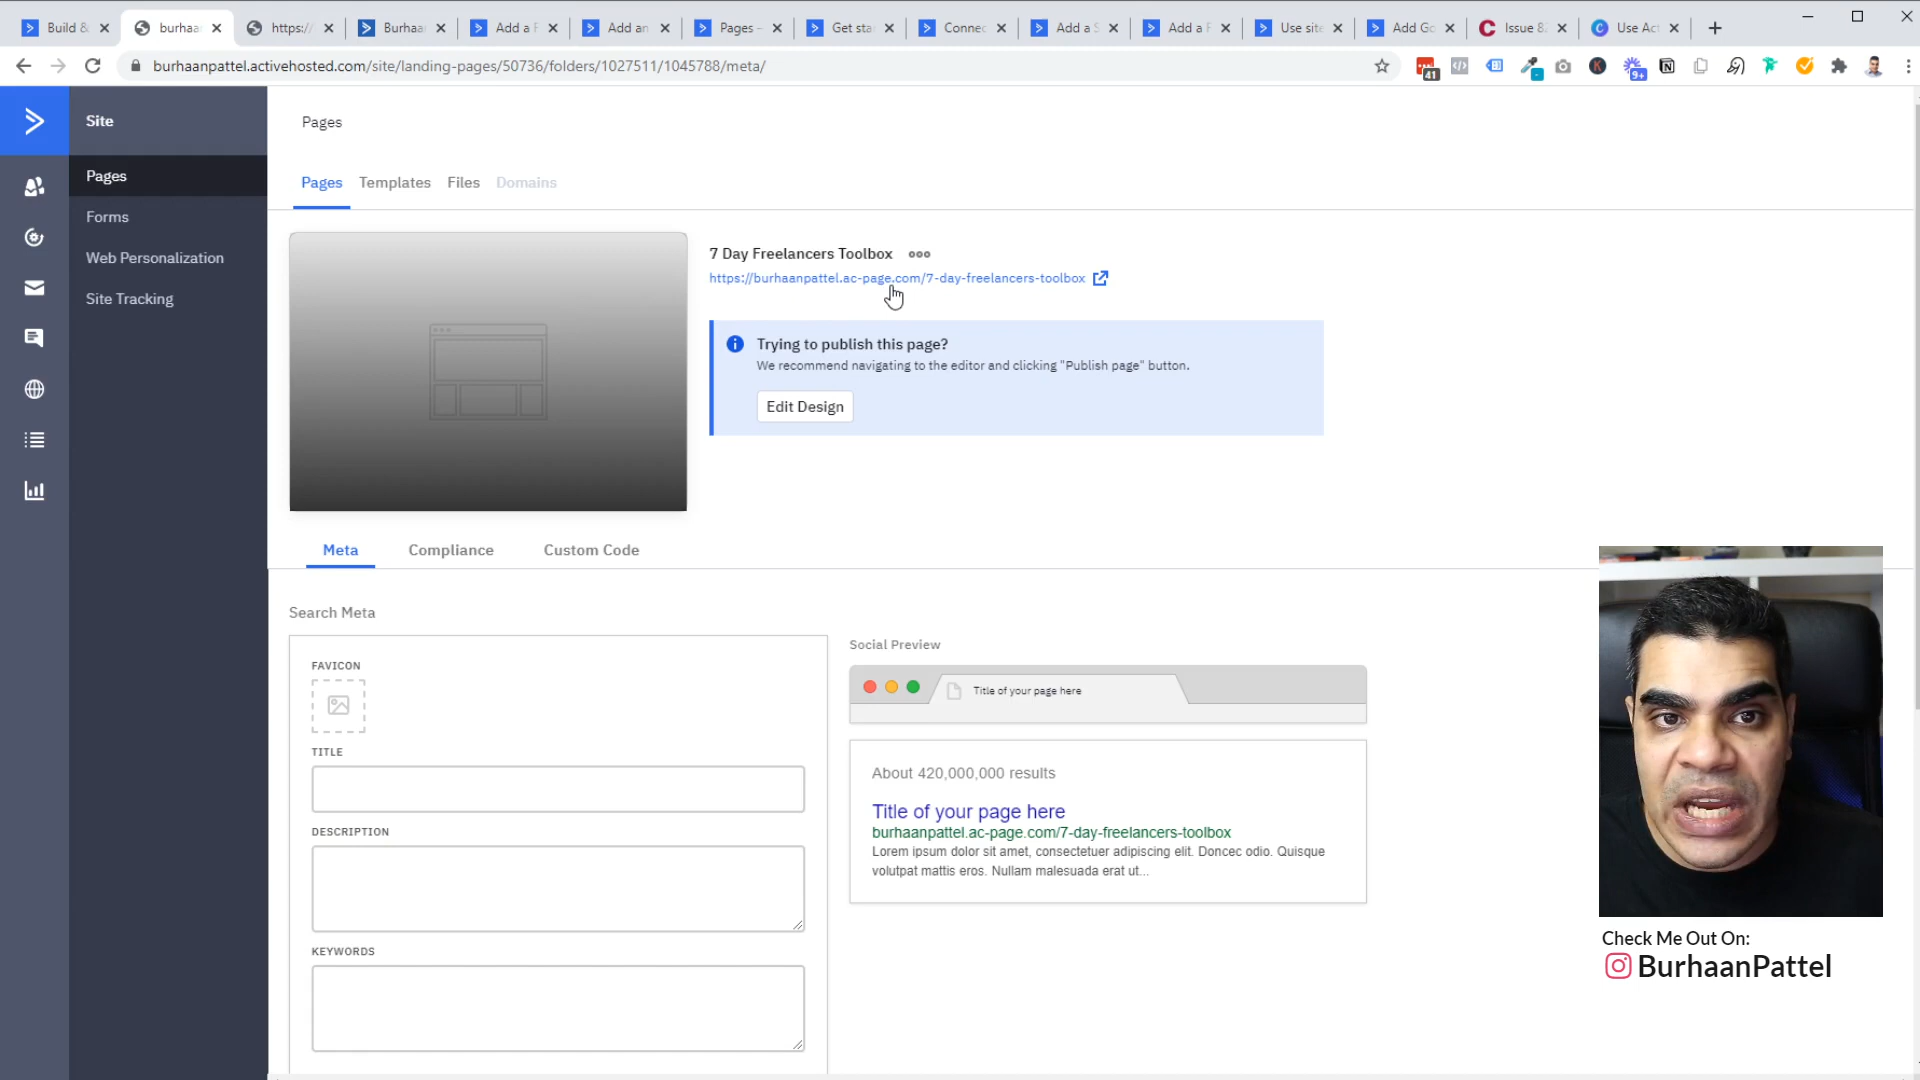 Build &
burhaa
https:/
Burhaa
Add a F
Add an
Pages -
Get sta
Connec
Add a S
Add a F
Use site
Add Go
Issue 82
Use Act
burhaanpattel.activehosted.com/site/landing-pages/50736/folders/1027511/1045788/meta/
41
9+
Site
Pages
Forms
Web Personalization
Site Tracking
Pages
Pages Templates Files Domains
7 Day Freelancers Toolbox
https://burhaanpattel.ac-page.com/7-day-freelancers-toolbox
Trying to publish this page?
We recommend navigating to the editor and clicking "Publish page" button.
Edit Design
Meta Compliance Custom Code
Search Meta
FAVICON
TITLE
DESCRIPTION
KEYWORDS
Social Preview
Title of your page here
About 420,000,000 results
Title of your page here
burhaanpattel.ac-page.com/7-day-freelancers-toolbox
Lorem ipsum dolor sit amet, consectetuer adipiscing elit. Donec odio. Quisque
volutpat mattis eros. Nullam malesuada erat ut...
Check Me Out On:
BurhaanPattel